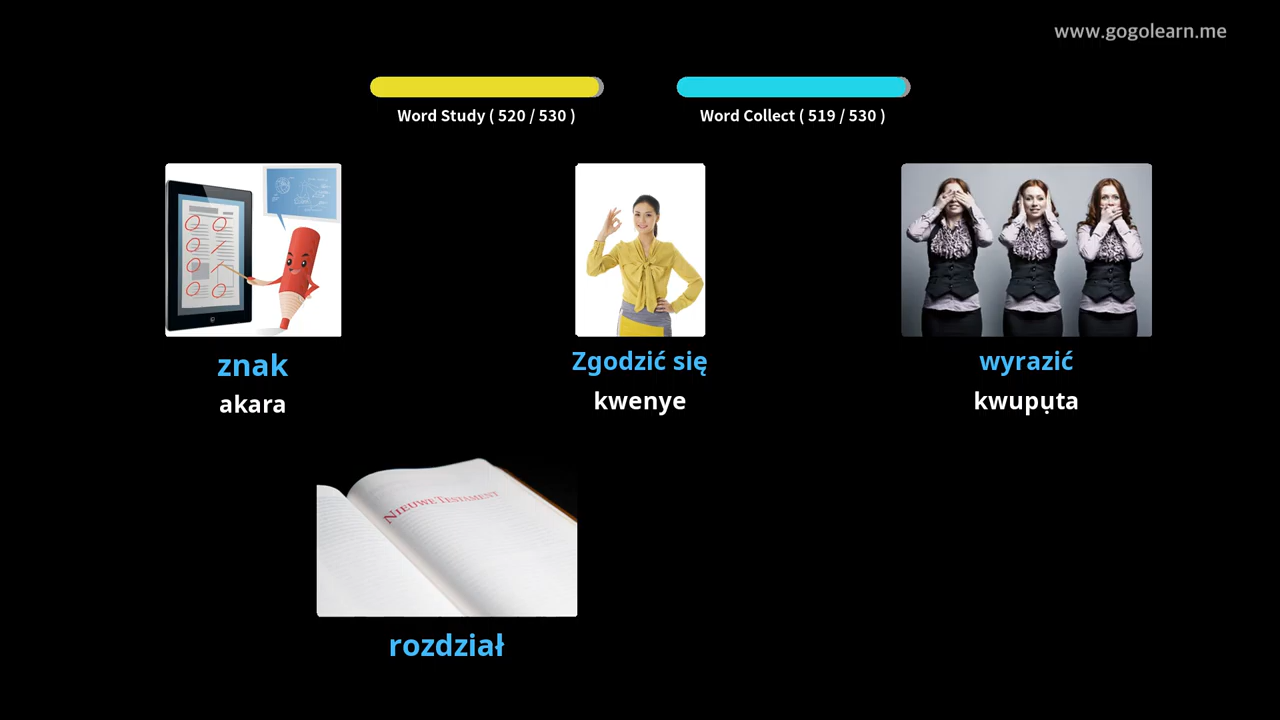 www.gogolearn.me
Word Study ( 520 / 530 )
Word Collect ( 519 / 530 )
znak
akara
Zgodzić się
kwenye
wyrazić
kwupụta
NIEUWE TESTAMENT
rozdział